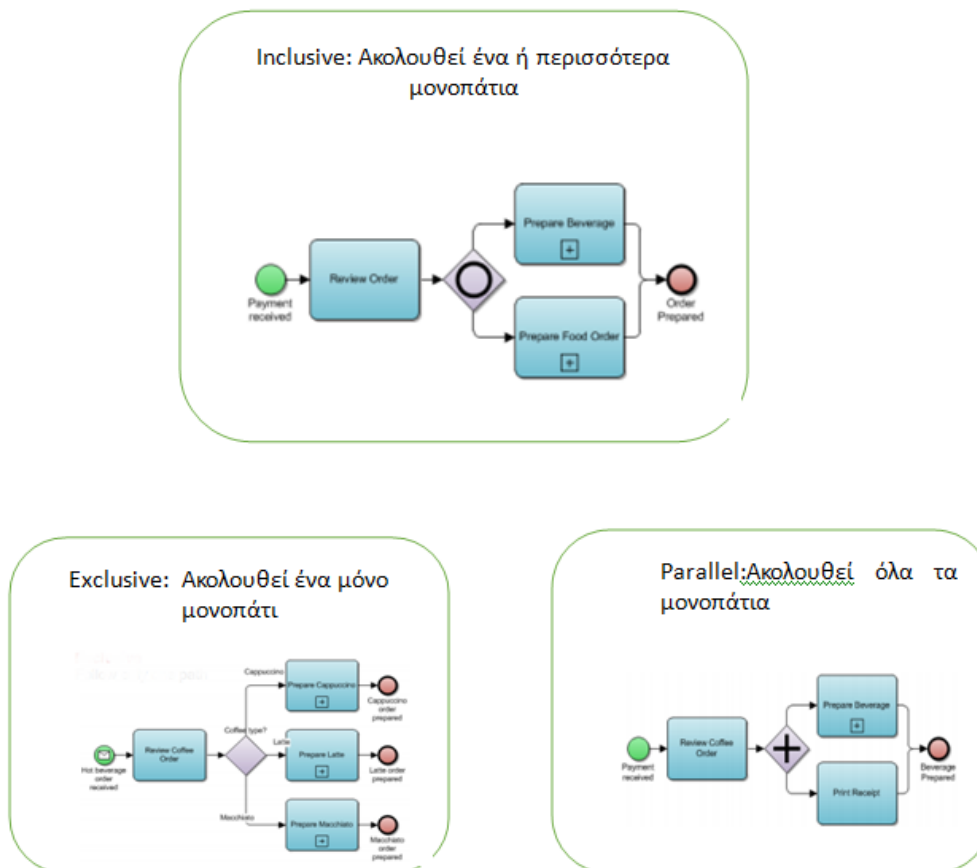 Inclusive: Ακολουθεί ένα ή περισσότερα
μονοπάτια
Prepare Beverage
Review Order
Payment
received
Order
Prepared
Prepare Food Order
Exclusive: Ακολουθεί ένα μόνο
μονοπάτι
Cappuccino
Prepare Cappuccino
Cappuccino
order
prepared
Coffee type?
Review Coffee
Order
Latte
Prepare Latte
Hot beverage
order
received
Latte order
prepared
Macchiato
Prepare Macchiato
Macchiato
order
prepared
Parallel:Ακολουθεί όλα τα
μονοπάτια
Prepare Beverage
Review Coffee
Order
Payment
received
Beverage
Prepared
Print Receipt